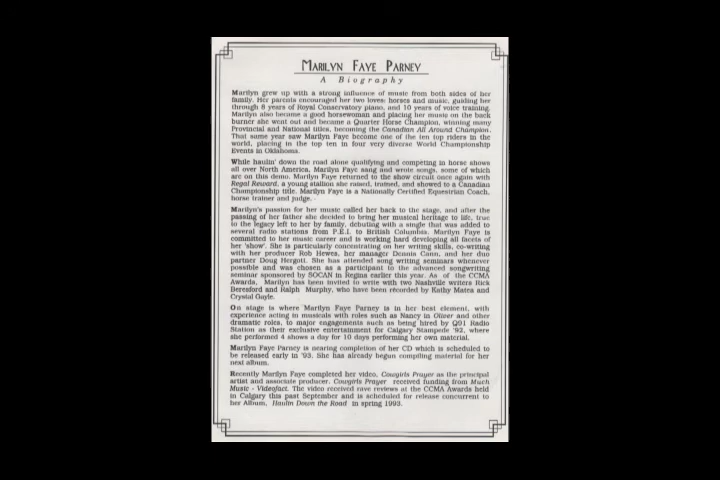 MARILYN FAYE PARNEY
A Biography
Marilyn grew up with a strong influence of music from both sides of her
family. Her parents encouraged her two loves: horses and music, guiding her
through 8 years of Royal Conservatory piano, and 10 years of voice training.
Marilyn also became a good horsewoman and placing her music on the back
burner she went out and became a Quarter Horse Champion, winning many
Provincial and National titles, becoming the Canadian All Around Champion.
That same year saw Marilyn Faye become one of the ten top riders in the
world, placing in the top ten in four very diverse World Championship
Events in Oklahoma.
While haulin' down the road alone qualifying and competing in horse shows
all over North America, Marilyn Faye sang and wrote songs, some of which
are on this demo. Marilyn Faye returned to the show circuit once again with
Regal Reward, a young stallion she raised, trained, and showed to a Canadian
Championship title. Marilyn Faye is a Nationally Certified Equestrian Coach,
horse trainer and judge.
Marilyn's passion for her music called her back to the stage, and after the
passing of her father she decided to bring her musical heritage to life, true
to the legacy left to her by family, debuting with a single that was added to
several radio stations from P.E.I. to British Columbia. Marilyn Faye is
committed to her music career and is working hard developing all facets of
her 'show'. She is particularly concentrating on her writing skills, co-writing
with her producer Rob Hewes, her manager Dennis Cann, and her duo
partner Doug Hergott. She has attended song writing seminars whenever
possible and was chosen as a participant to the advanced songwriting
seminar sponsored by SOCAN in Regina earlier this year. As of the CCMA
Awards, Marilyn has been invited to write with two Nashville writers Rick
Beresford and Ralph Murphy, who have been recorded by Kathy Matea and
Crystal Gayle.
On stage is where Marilyn Faye Parney is in her best element, with
experience acting in musicals with roles such as Nancy in Oliver and other
dramatic roles, to major engagements such as being hired by Q91 Radio
Station as their exclusive entertainment for Calgary Stampede '92, where
she performed 4 shows a day for 10 days performing her own material.
Marilyn Faye Parney is nearing completion of her CD which is scheduled to
be released early in '93. She has already begun compiling material for her
next album.
Recently Marilyn Faye completed her video, Cowgirls Prayer as the principal
artist and associate producer. Cowgirls Prayer received funding from Much
Music - Videofact. The video received rave reviews at the CCMA Awards held
in Calgary this past September and is scheduled for release concurrent to
her Album, Haulin Down the Road in spring 1993.